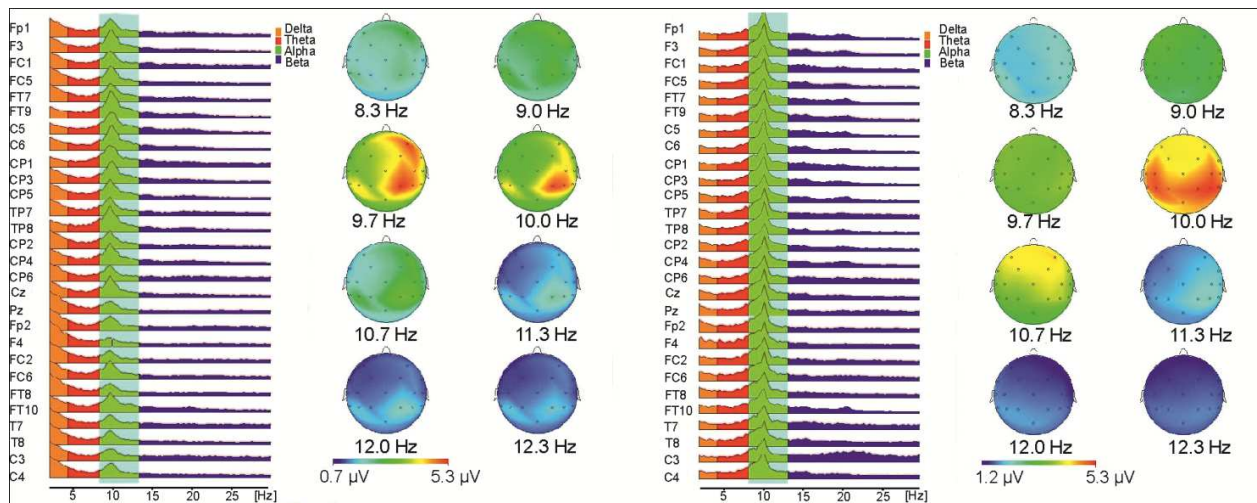 Fp1
F3
FC1
FC5
FT7
FT9
C5
C6
CP1
CP3
CP5
TP7
TP8
CP2
CP4
CP6
Cz
Pz
Fp2
F4
FC2
FC6
FT8
FT10
T7
T8
C3
C4
5 10 15 20 25 [Hz]
Delta
Theta
Alpha
Beta
8.3 Hz 9.0 Hz
9.7 Hz 10.0 Hz
10.7 Hz 11.3 Hz
12.0 Hz 12.3 Hz
0.7 µV 5.3 µV
Fp1
F3
FC1
FC5
FT7
FT9
C5
C6
CP1
CP3
CP5
TP7
TP8
CP2
CP4
CP6
Cz
Pz
Fp2
F4
FC2
FC6
FT8
FT10
T7
T8
C3
C4
5 10 15 20 25 [Hz]
Delta
Theta
Alpha
Beta
8.3 Hz 9.0 Hz
9.7 Hz 10.0 Hz
10.7 Hz 11.3 Hz
12.0 Hz 12.3 Hz
1.2 µV 5.3 µV